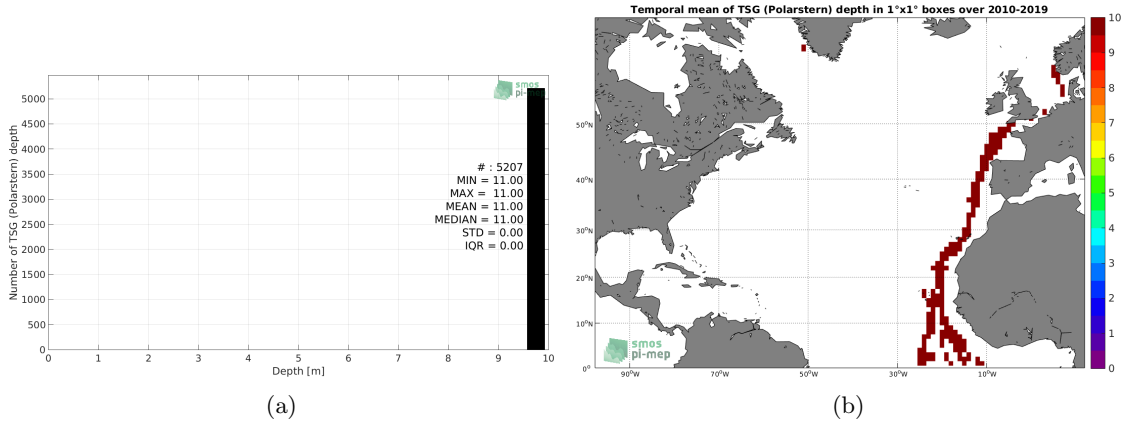 Number of TSG (Polarstern) depth
5000
4500
4000
3500
3000
2500
2000
1500
1000
500
0
smos
pi-mep
# : 5207
MIN = 11.00
MAX = 11.00
MEAN = 11.00
MEDIAN = 11.00
STD = 0.00
IQR = 0.00
0 1 2 3 4 5 6 7 8 9 10
Depth [m]
(a)
Temporal mean of TSG (Polarstern) depth in 1°x1° boxes over 2010-2019
50°N
40°N
30°N
20°N
10°N
0°
90°W 70°W 50°W 30°W 10°W
smos
pi-mep
10
9
8
7
6
5
4
3
2
1
0
(b)